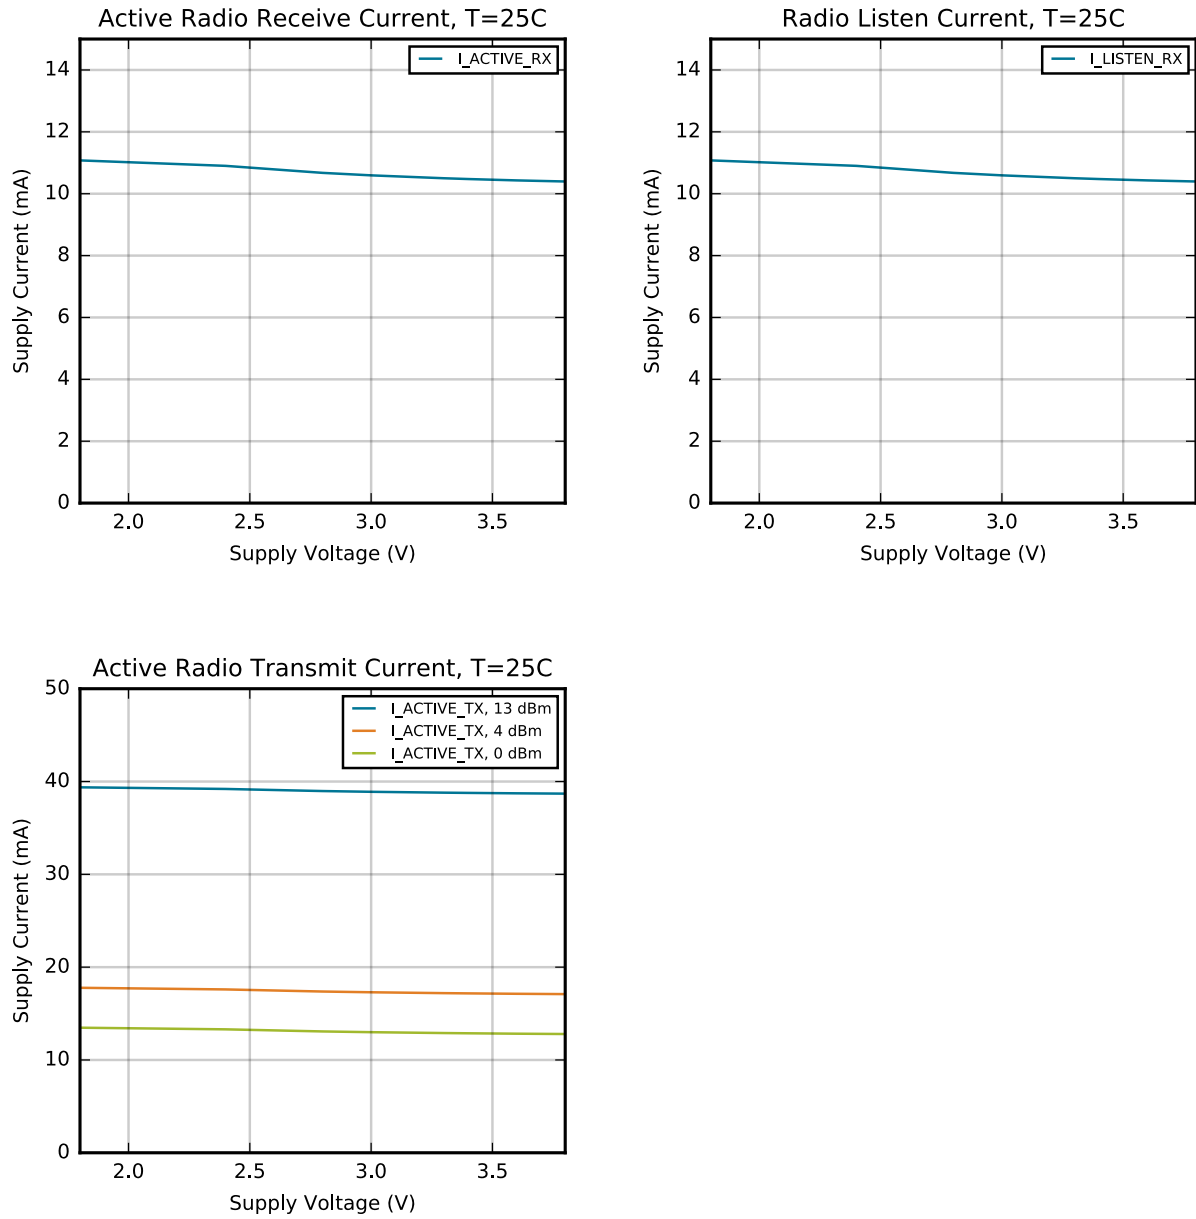 Active Radio Receive Current, T=25C
I_ACTIVE_RX
14
12
10
8
6
4
2
0
Supply Current (mA)
2.0 2.5 3.0 3.5
Supply Voltage (V)
Radio Listen Current, T=25C
I_LISTEN_RX
14
12
10
8
6
4
2
0
Supply Current (mA)
2.0 2.5 3.0 3.5
Supply Voltage (V)
Active Radio Transmit Current, T=25C
I_ACTIVE_TX, 13 dBm
I_ACTIVE_TX, 4 dBm
I_ACTIVE_TX, 0 dBm
50
40
30
20
10
0
Supply Current (mA)
2.0 2.5 3.0 3.5
Supply Voltage (V)